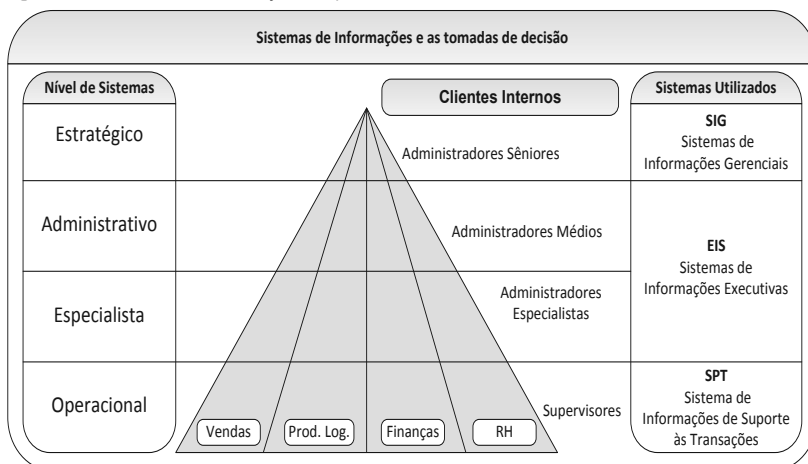 Sistemas de Informações e as tomadas de decisão
Nível de Sistemas
Clientes Internos
Sistemas Utilizados
Estratégico
Administradores Sêniores
SIG
Sistemas de
Informações Gerenciais
Administrativo
Administradores Médios
EIS
Sistemas de
Informações Executivas
Especialista
Administradores
Especialistas
Operacional
Supervisores
SPT
Sistema de
Informações de Suporte
às Transações
Vendas
Prod. Log.
Finanças
RH